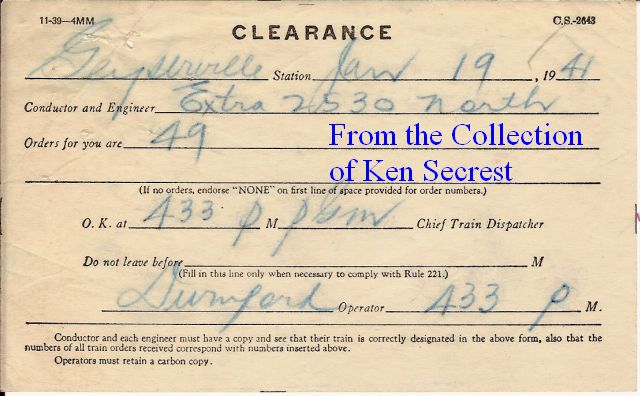 11-39—4MM C.S.-2643
CLEARANCE
Geyserville Station Jan 19, 1941
Conductor and Engineer Extra 2530 North
Orders for you are 49
From the Collection
of Ken Secrest
(If no orders, endorse “NONE” on first line of space provided for order numbers.)
O. K. at 433 P M Chief Train Dispatcher
Do not leave before M
(Fill in this line only when necessary to comply with Rule 221.)
Operator 433 P M.
Conductor and each engineer must have a copy and see that their train is correctly designated in the above form, also that the
numbers of all train orders received correspond with numbers inserted above.
Operators must retain a carbon copy.